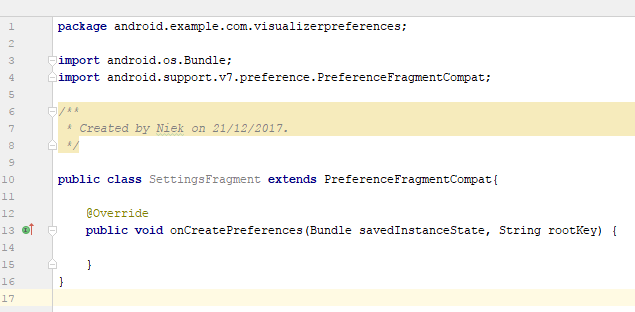 1 package android.example.com.visualizerpreferences;
2
3 import android.os.Bundle;
4 import android.support.v7.preference.PreferenceFragmentCompat;
5
6 /**
7  * Created by Niek on 21/12/2017.
8  */
9
10 public class SettingsFragment extends PreferenceFragmentCompat{
11
12     @Override
13     public void onCreatePreferences(Bundle savedInstanceState, String rootKey) {
14
15     }
16 }
17